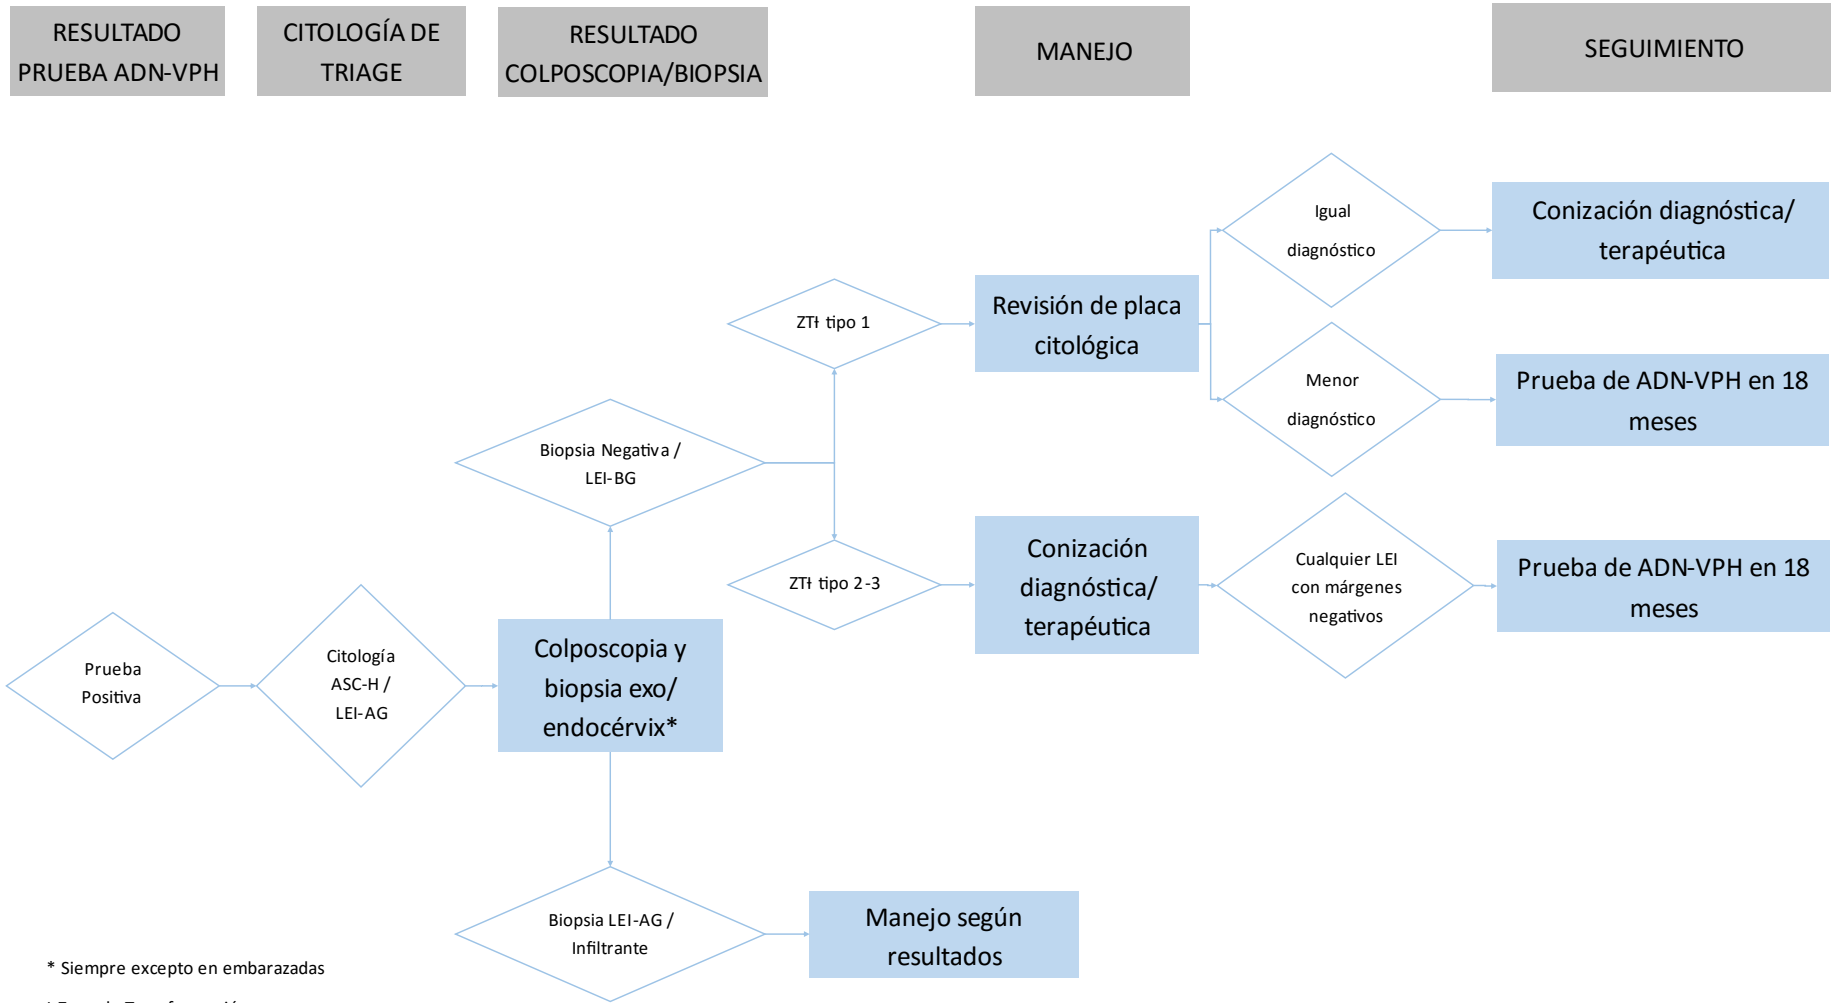 RESULTADO
PRUEBA ADN-VPH
CITOLOGÍA DE
TRIAGE
RESULTADO
COLPOSCOPIA/BIOPSIA
MANEJO
SEGUIMIENTO
Prueba
Positiva
Citología
ASC-H /
LEI-AG
Colposcopia y
biopsia exo/
endocérvix*
Biopsia Negativa /
LEI-BG
ZTƗ tipo 1
Revisión de placa
citológica
Igual
diagnóstico
Conización diagnóstica/
terapéutica
Menor
diagnóstico
Prueba de ADN-VPH en 18
meses
ZTƗ tipo 2-3
Conización
diagnóstica/
terapéutica
Cualquier LEI
con márgenes
negativos
Prueba de ADN-VPH en 18
meses
Biopsia LEI-AG /
Infiltrante
Manejo según
resultados
* Siempre excepto en embarazadas